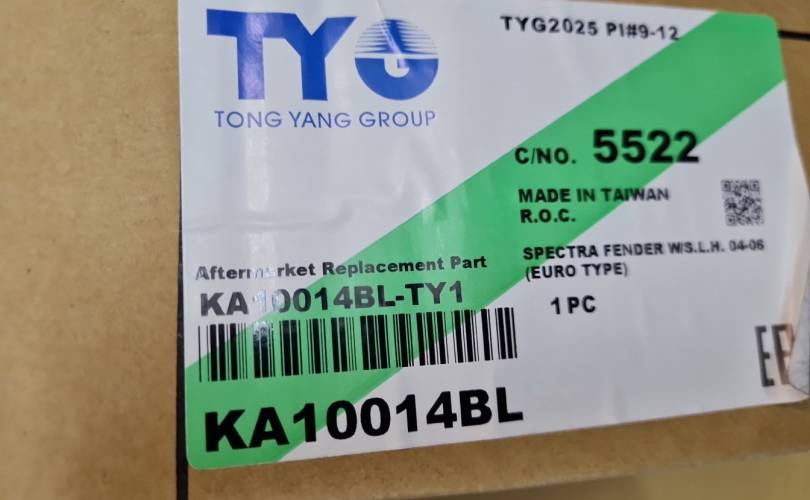 TYG
TONG YANG GROUP
TYG2025 PI#9-12
C/NO. 5522
MADE IN TAIWAN
R.O.C.
SPECTRA FENDER W/S.L.H. 04-06
(EURO TYPE)
1 PC
Aftermarket Replacement Part
KA10014BL-TY1
KA10014BL